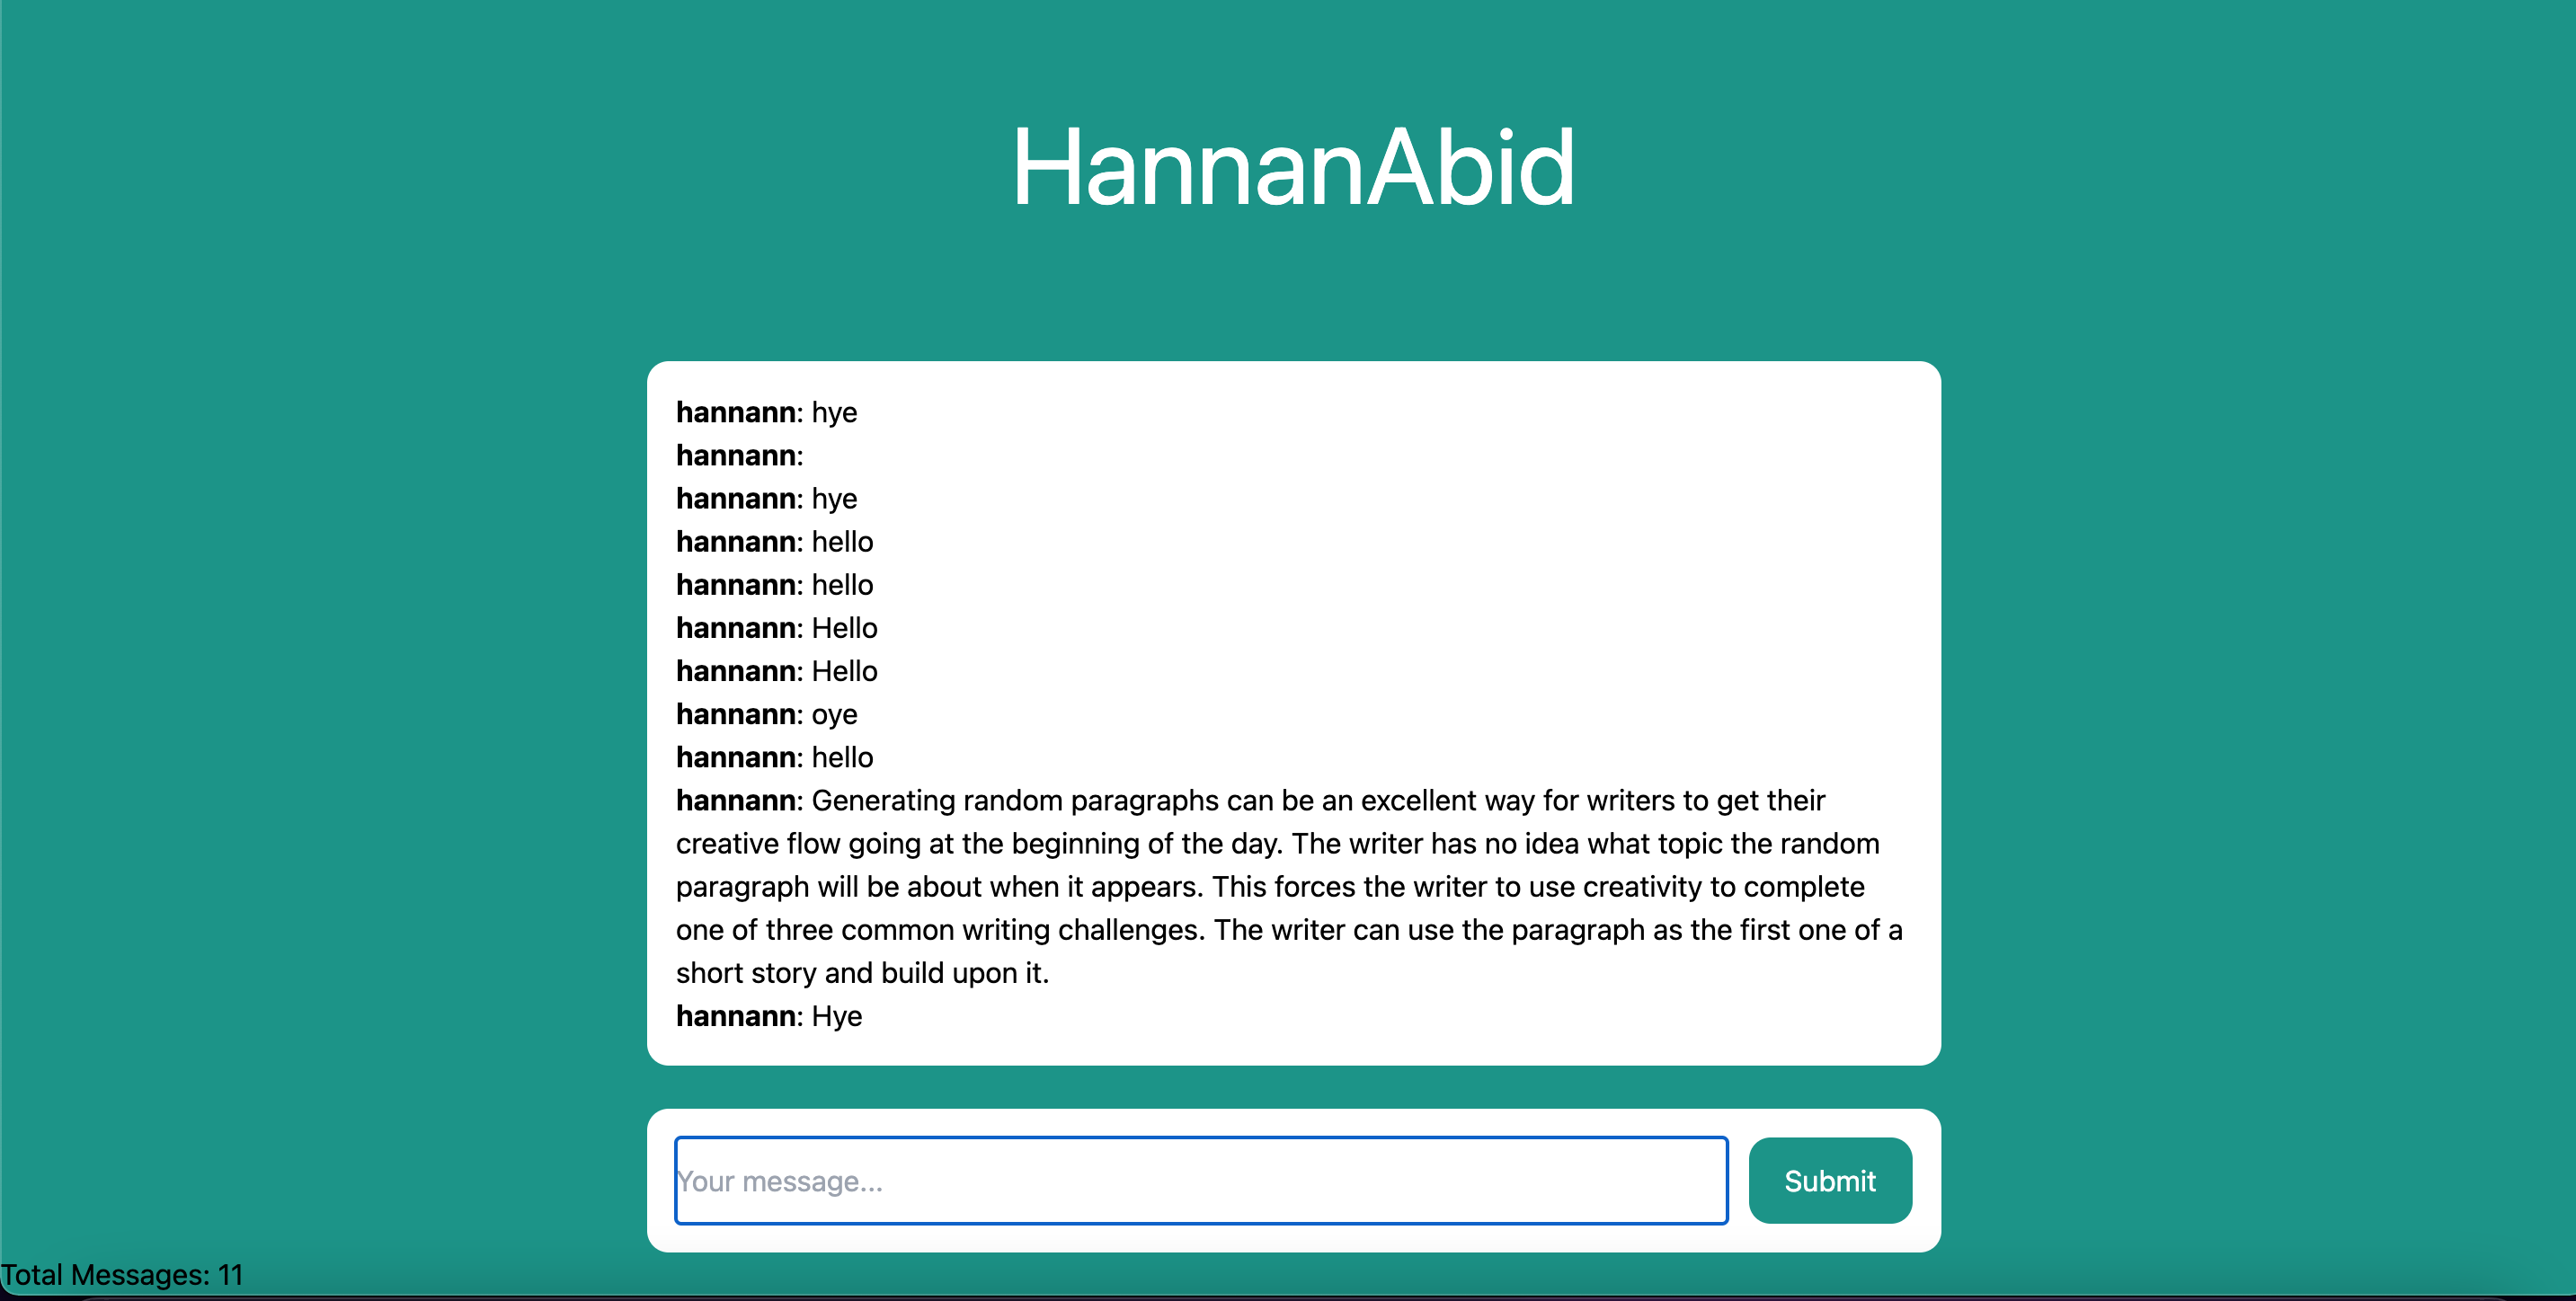 HannanAbid
hannann: hye
hannann:
hannann: hye
hannann: hello
hannann: hello
hannann: Hello
hannann: Hello
hannann: oye
hannann: hello
hannann: Generating random paragraphs can be an excellent way for writers to get their
creative flow going at the beginning of the day. The writer has no idea what topic the random
paragraph will be about when it appears. This forces the writer to use creativity to complete
one of three common writing challenges. The writer can use the paragraph as the first one of a
short story and build upon it.
hannann: Hye
Your message...
Submit
Total Messages: 11